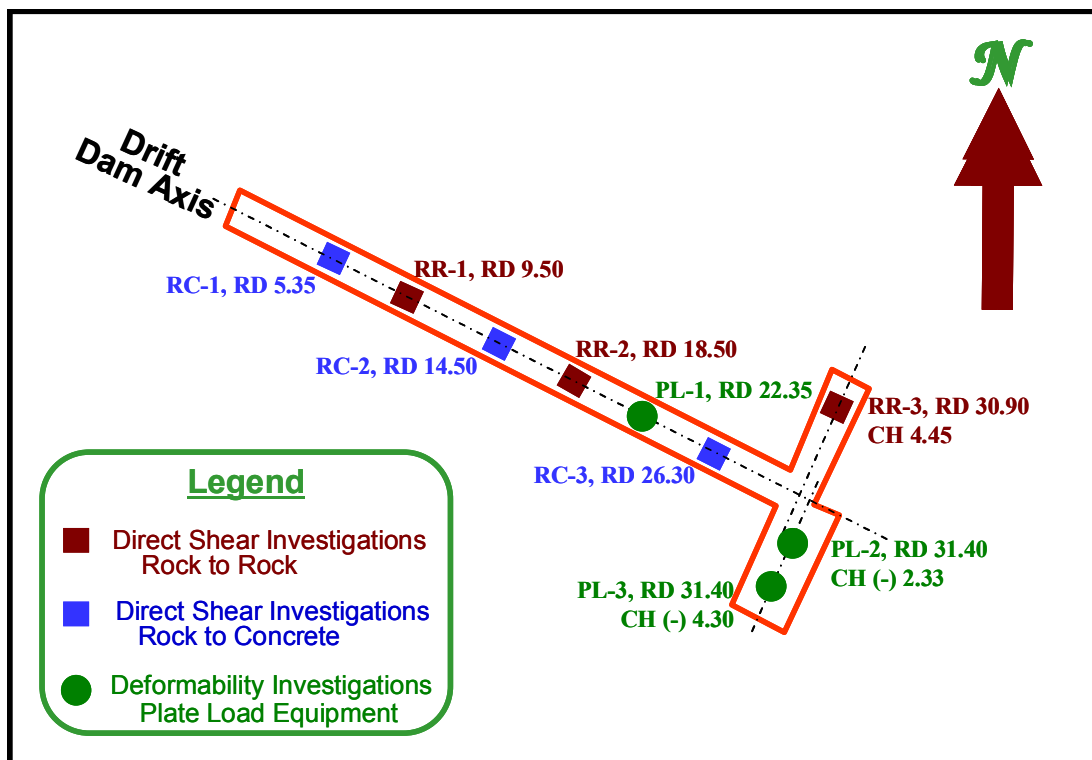 N
Drift
Dam Axis
RC-1, RD 5.35
RR-1, RD 9.50
RC-2, RD 14.50
RR-2, RD 18.50
PL-1, RD 22.35
RC-3, RD 26.30
RR-3, RD 30.90
CH 4.45
PL-2, RD 31.40
CH (-) 2.33
PL-3, RD 31.40
CH (-) 4.30
Legend
Direct Shear Investigations
Rock to Rock
Direct Shear Investigations
Rock to Concrete
Deformability Investigations
Plate Load Equipment